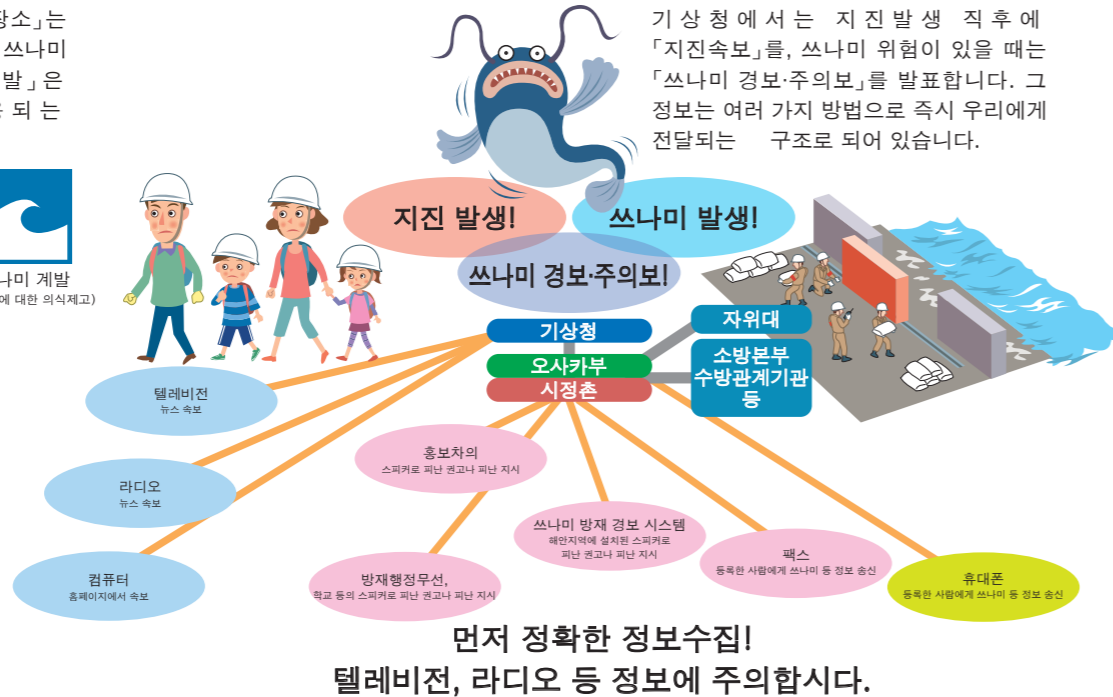 장소」는
쓰나미
발」은
되 는
나미 계발
에 대한 의식제고)
기상청에서는 지진발생 직후에
「지진속보」를, 쓰나미 위험이 있을 때는
「쓰나미 경보·주의보」를 발표합니다. 그
정보는 여러 가지 방법으로 즉시 우리에게
전달되는 구조로 되어 있습니다.
지진 발생!
쓰나미 발생!
쓰나미 경보·주의보!
기상청
오사카부
시정촌
자위대
소방본부
수방관계기관
등
텔레비전
뉴스 속보
라디오
뉴스 속보
컴퓨터
홈페이지에서 속보
홍보차의
스피커로 피난 권고나 피난 지시
방재행정무선,
학교 등의 스피커로 피난 권고나 피난 지시
쓰나미 방재 경보 시스템
해안지역에 설치된 스피커로
피난 권고나 피난 지시
팩스
등록한 사람에게 쓰나미 등 정보 송신
휴대폰
등록한 사람에게 쓰나미 등 정보 송신
먼저 정확한 정보수집!
텔레비전, 라디오 등 정보에 주의합시다.